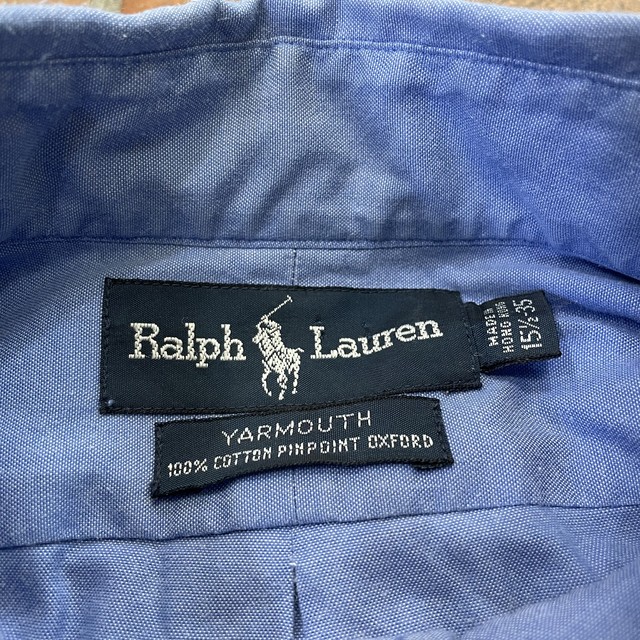 Ralph Lauren
MADE IN
HONG KONG
15½-35
YARMOUTH
100% COTTON PINPOINT OXFORD